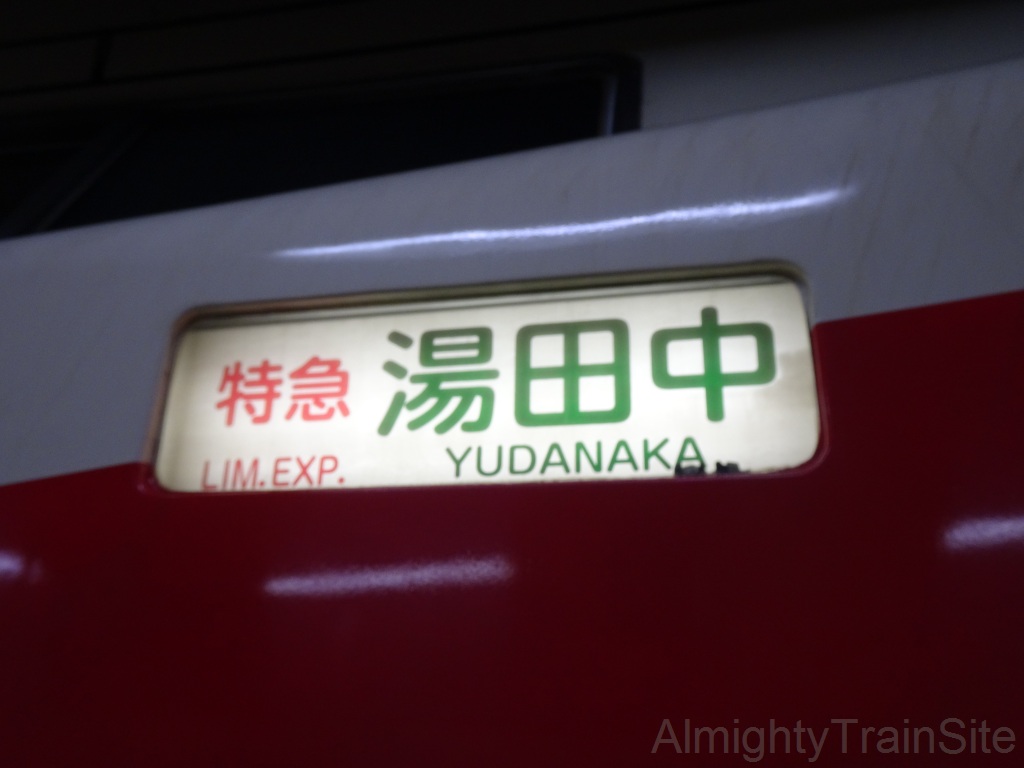 特急 湯田中
LIM.EXP. YUDANAKA
AlmightyTrainSite